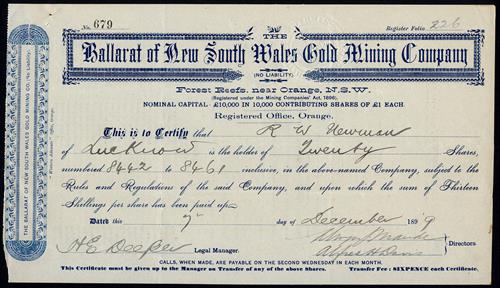 No. 679
Register Folio 226
THE
Ballarat of New South Wales Gold Mining Company
(NO LIABILITY)
Forest Reefs, near Orange, N.S.W.
(Registered under the Mining Companies' Act, 1896).
NOMINAL CAPITAL £10,000 IN 10,000 CONTRIBUTING SHARES OF £1 EACH.
Registered Office, Orange.
This is to Certify that R W Newman
of Lucknow is the holder of Twenty Shares,
numbered 8442 to 8461 inclusive, in the above-named Company, subject to the
Rules and Regulations of the said Company, and upon which the sum of Thirteen
Shillings per share has been paid up.
Dated this 7th day of December 1899
Legal Manager.
Alfred H Davis
Directors
CALLS, WHEN MADE, ARE PAYABLE ON THE SECOND WEDNESDAY IN EACH MONTH.
This Certificate must be given up to the Manager on Transfer of any of the above Shares. Transfer Fee: SIXPENCE each Certificate.
THE BALLARAT OF NEW SOUTH WALES GOLD MINING CO. (No Liability)